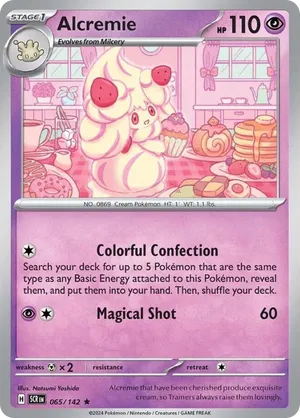 STAGE 1
Alcremie
HP 110
Evolves from Milcery
NO. 0869 Cream Pokémon HT: 1' WT: 1.1 lbs.
Colorful Confection
Search your deck for up to 5 Pokémon that are the same
type as any Basic Energy attached to this Pokémon, reveal
them, and put them into your hand. Then, shuffle your deck.
Magical Shot 60
weakness ×2 resistance retreat
Illus. Natsumi Yoshida
H SCR EN 065/142 ★
Alcremie that have been cherished produce exquisite
cream, so Trainers always raise them lovingly.
©2024 Pokémon / Nintendo / Creatures / GAME FREAK